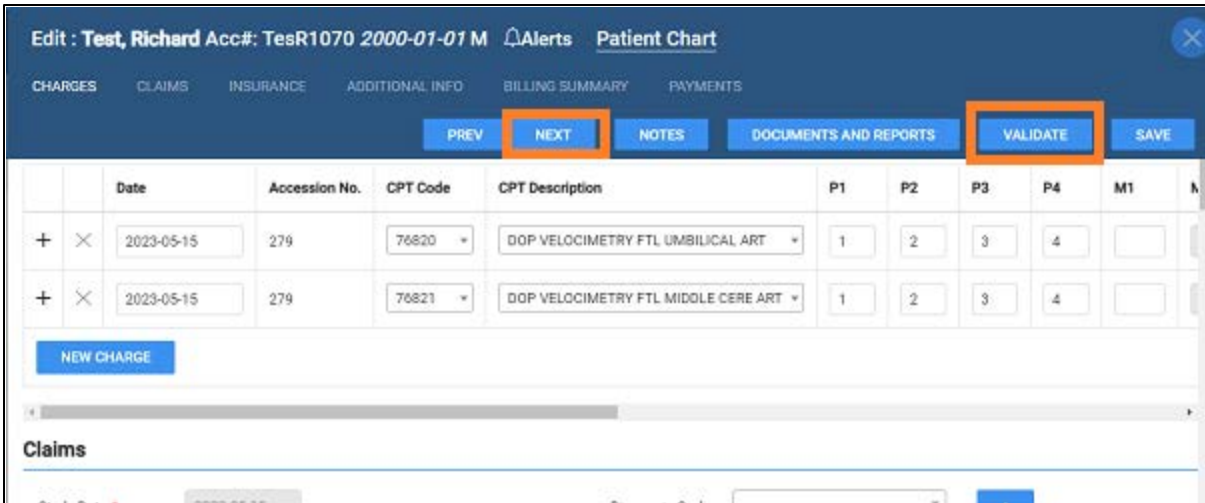 Edit : Test, Richard Acc#: TesR1070 2000-01-01 M Alerts Patient Chart
CHARGES CLAIMS INSURANCE ADDITIONAL INFO BILLING SUMMARY PAYMENTS
PREV NEXT NOTES DOCUMENTS AND REPORTS VALIDATE SAVE
Date Accession No. CPT Code CPT Description P1 P2 P3 P4 M1
2023-05-15 279 76820 DOP VELOCIMETRY FTL UMBILICAL ART 1 2 3 4
2023-05-15 279 76821 DOP VELOCIMETRY FTL MIDDLE CERE ART 1 2 3 4
NEW CHARGE
Claims